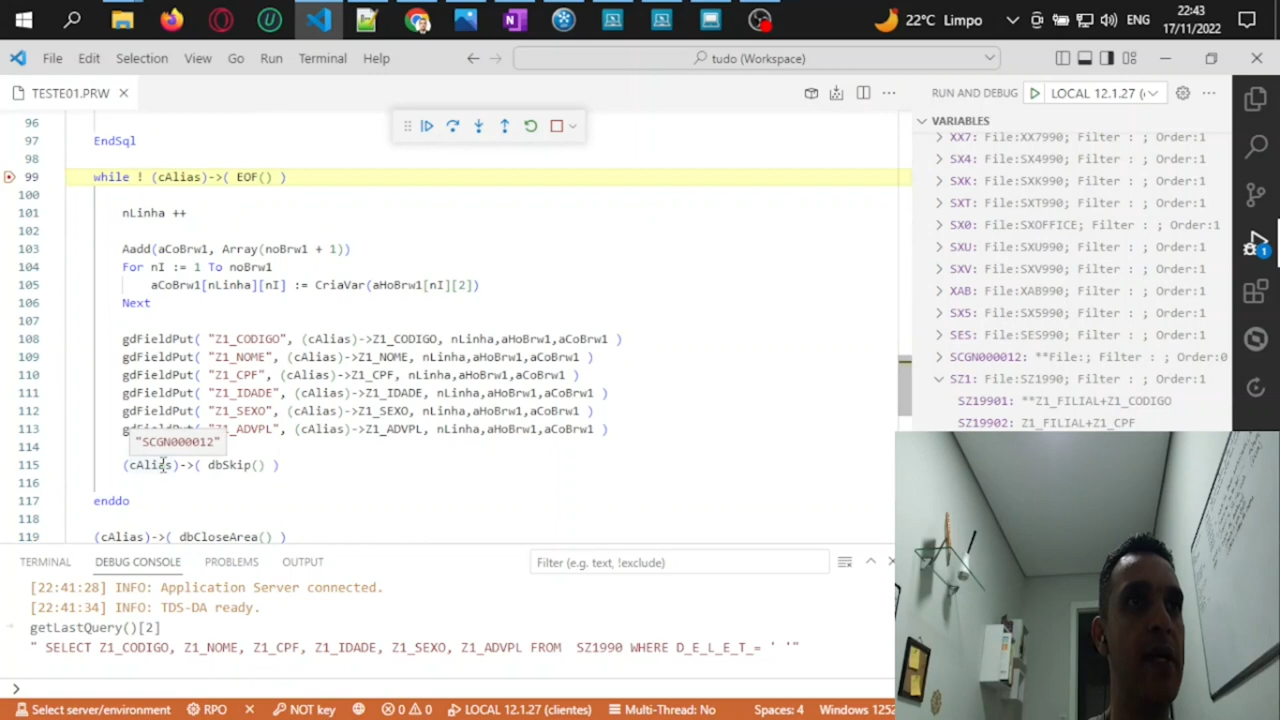 22°C Limpo
ENG
22:43
17/11/2022
File Edit Selection View Go Run Terminal Help
tudo (Workspace)
TESTE01.PRW
RUN AND DEBUG
LOCAL 12.1.27 (
96
97 EndSql
98
99 while ! (cAlias)->( EOF() )
100
101 nLinha ++
102
103 Aadd(aCoBrw1, Array(noBrw1 + 1))
104 For nI := 1 To noBrw1
105 aCoBrw1[nLinha][nI] := CriaVar(aHoBrw1[nI][2])
106 Next
107
108 gdFieldPut( "Z1_CODIGO", (cAlias)->Z1_CODIGO, nLinha,aHoBrw1,aCoBrw1 )
109 gdFieldPut( "Z1_NOME", (cAlias)->Z1_NOME, nLinha,aHoBrw1,aCoBrw1 )
110 gdFieldPut( "Z1_CPF", (cAlias)->Z1_CPF, nLinha,aHoBrw1,aCoBrw1 )
111 gdFieldPut( "Z1_IDADE", (cAlias)->Z1_IDADE, nLinha,aHoBrw1,aCoBrw1 )
112 gdFieldPut( "Z1_SEXO", (cAlias)->Z1_SEXO, nLinha,aHoBrw1,aCoBrw1 )
113 gdFieldPut( "Z1_ADVPL", (cAlias)->Z1_ADVPL, nLinha,aHoBrw1,aCoBrw1 )
"SCGN000012"
114
115 (cAlias)->( dbSkip() )
116
117 enddo
118
119 (cAlias)->( dbCloseArea() )
VARIABLES
XX7: File:XX7990; Filter : ; Order:1
SX4: File:SX4990; Filter : ; Order:1
SXK: File:SXK990; Filter : ; Order:1
SXT: File:SXT990; Filter : ; Order:1
SX0: File:SXOFFICE; Filter : ; Order:1
SXU: File:SXU990; Filter : ; Order:1
SXV: File:SXV990; Filter : ; Order:1
XAB: File:XAB990; Filter : ; Order:1
SX5: File:SX5990; Filter : ; Order:1
SES: File:SES990; Filter : ; Order:1
SCGN000012: **File:; Filter : ; Order:0
SZ1: File:SZ1990; Filter : ; Order:1
SZ19901: **Z1_FILIAL+Z1_CODIGO
SZ19902: Z1_FILIAL+Z1_CPF
1
TERMINAL DEBUG CONSOLE PROBLEMS OUTPUT
Filter (e.g. text, !exclude)
[22:41:28] INFO: Application Server connected.
[22:41:34] INFO: TDS-DA ready.
getLastQuery()[2]
" SELECT Z1_CODIGO, Z1_NOME, Z1_CPF, Z1_IDADE, Z1_SEXO, Z1_ADVPL FROM  SZ1990 WHERE D_E_L_E_T_= ' '"
Select server/environment RPO NOT key 0 0 LOCAL 12.1.27 (clientes) Multi-Thread: No Spaces: 4 Windows 1252